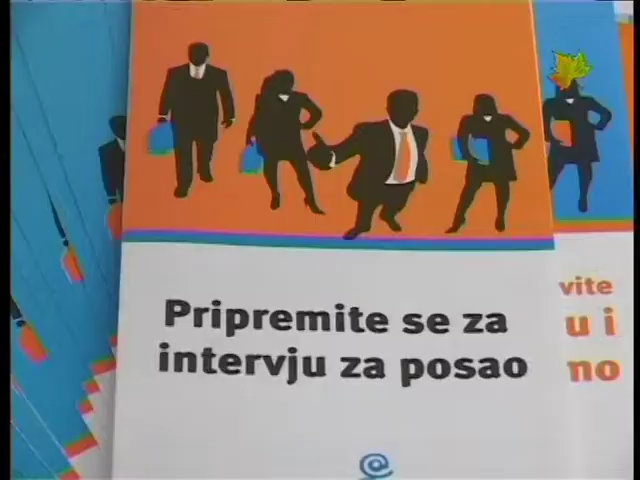 Pripremite se za
intervju za posao
vite
u i
no
@